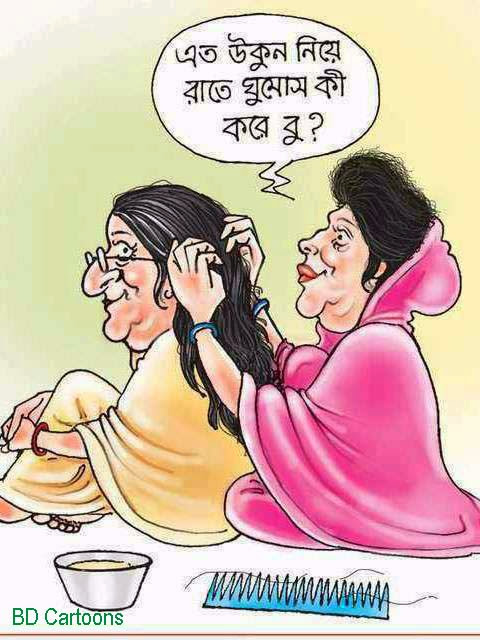 এত উকুন নিয়ে
রাতে ঘুমোস কী
করে বু ?
BD Cartoons